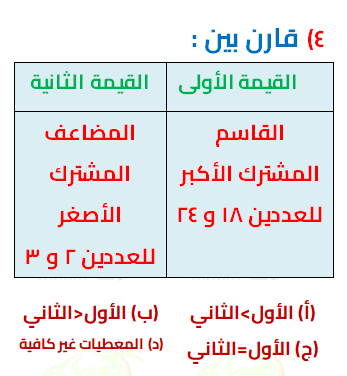 ٤) قارن بين :
القيمة الأولى
القيمة الثانية
القاسم
المشترك الأكبر
للعددين ١٨ و ٢٤
المضاعف
المشترك
الأصغر
للعددين ٢ و ٣
(أ) الأول>الثاني
(ب) الأول<الثاني
(ج) الأول=الثاني
(د) المعطيات غير كافية